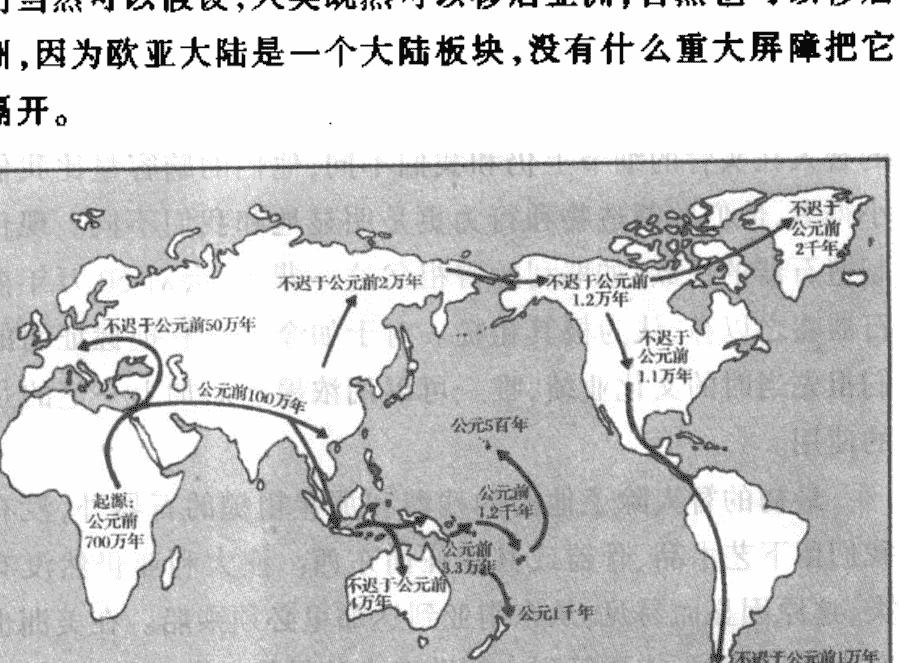 洲,因为欧亚大陆是一个大陆板块,没有什么重大屏障把它
隔开。
不迟于
公元前
2千年
不迟于公元前2万年
不迟于公元前
1.2万年
不迟于公元前50万年
不迟于
公元前
1.1万年
公元前100万年
公元5百年
起源:
公元前
700万年
公元前
1.2千年
公元前
3.3万年
不迟于公元前
4万年
公元1千年
不迟于公元前1万年